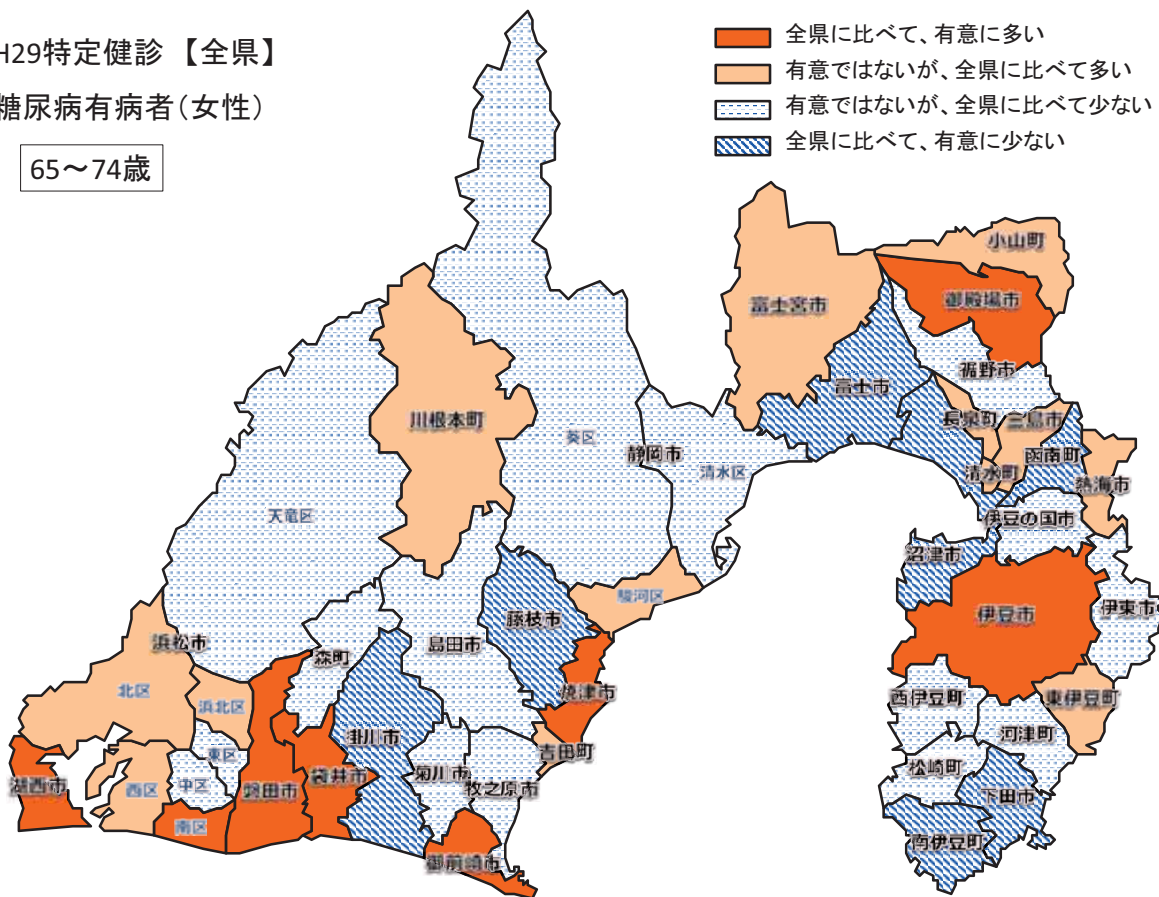 H29特定健診 【全県】
糖尿病有病者(女性)
65～74歳
全県に比べて、有意に多い
有意ではないが、全県に比べて多い
有意ではないが、全県に比べて少ない
全県に比べて、有意に少ない
小山町
御殿場市
富士宮市
裾野市
富士市
長泉町
三島市
川根本町
葵区
静岡市
清水区
函南町
清水町
熱海市
天竜区
伊豆の国市
沼津市
駿河区
伊豆市
伊東市
藤枝市
浜松市
森町
島田市
北区
浜北区
焼津市
西伊豆町
東伊豆町
掛川市
河津町
東区
吉田町
湖西市
西区
中区
磐田市
袋井市
菊川市
牧之原市
松崎町
下田市
南区
南伊豆町
御前崎市